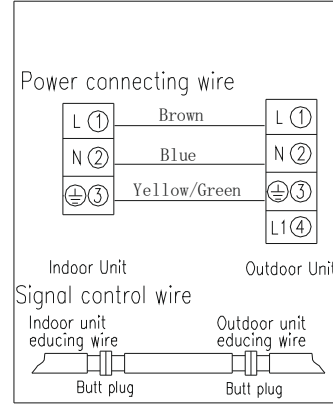 Power connecting wire
L ① Brown L ①
N ② Blue N ②
③ Yellow/Green ③
L1④
Indoor Unit Outdoor Unit
Signal control wire
Indoor unit Outdoor unit
educing wire educing wire
Butt plug Butt plug